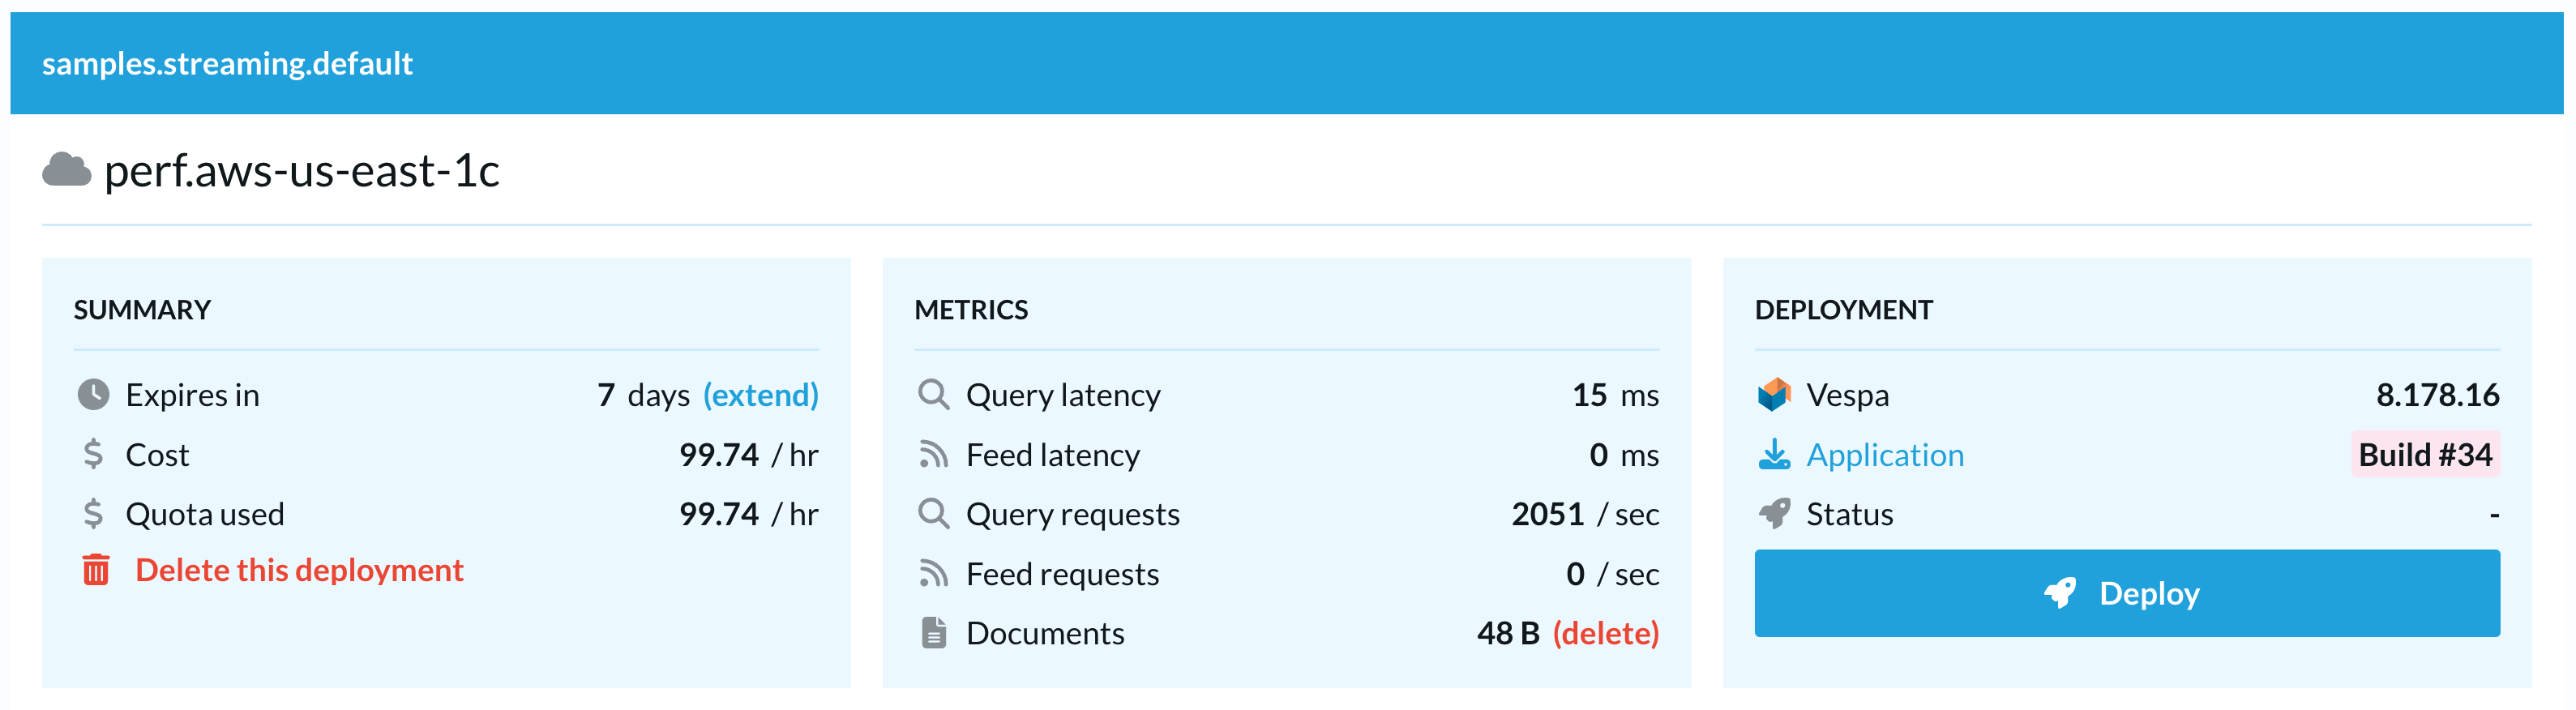 samples.streaming.default
perf.aws-us-east-1c
SUMMARY
Expires in 7 days (extend)
Cost 99.74 / hr
Quota used 99.74 / hr
Delete this deployment
METRICS
Query latency 15 ms
Feed latency 0 ms
Query requests 2051 / sec
Feed requests 0 / sec
Documents 48 B (delete)
DEPLOYMENT
Vespa 8.178.16
Application Build #34
Status -
Deploy